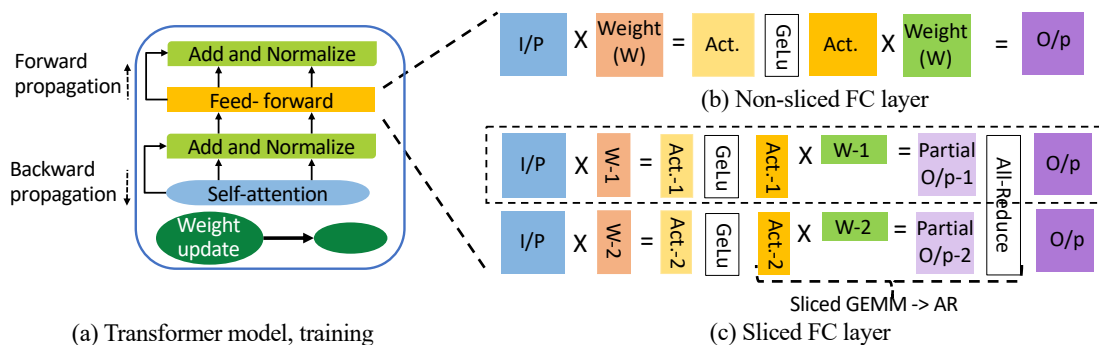 Forward
propagation
Backward
propagation
Add and Normalize
Feed- forward
Add and Normalize
Self-attention
Weight
update
(a) Transformer model, training
I/P X Weight (W) = Act. GeLu Act. X Weight (W) = O/p
(b) Non-sliced FC layer
I/P X W-1 = Act.-1 GeLu Act.-1 X W-1 = Partial O/p-1 All-Reduce O/p
I/P X W-2 = Act.-2 GeLu Act.-2 X W-2 = Partial O/p-2 O/p
Sliced GEMM -> AR
(c) Sliced FC layer